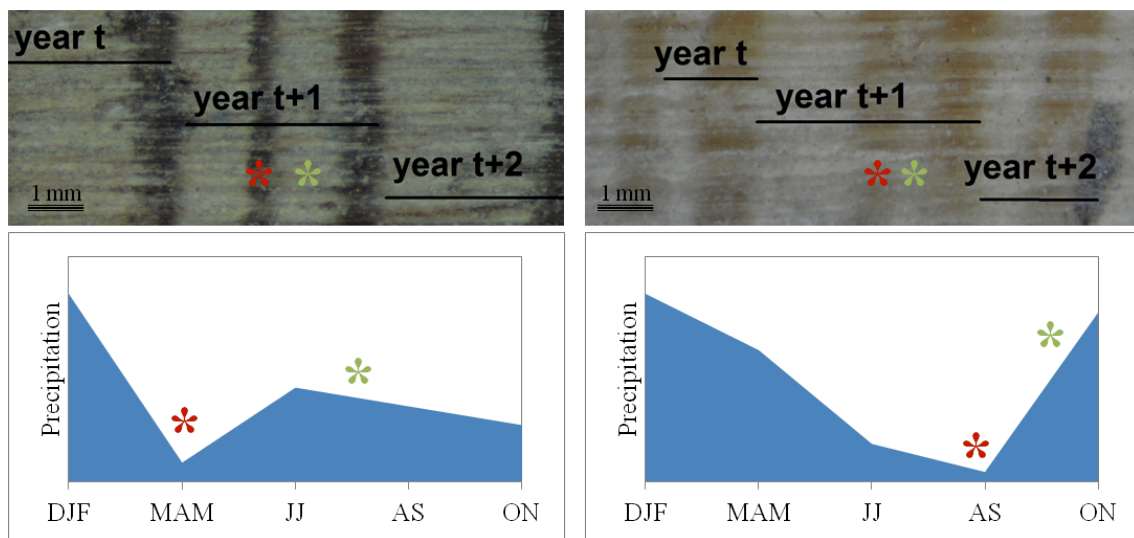 year t
year t+1
year t+2
1 mm
year t
year t+1
year t+2
1 mm
Precipitation
DJF MAM JJ AS ON
Precipitation
DJF MAM JJ AS ON